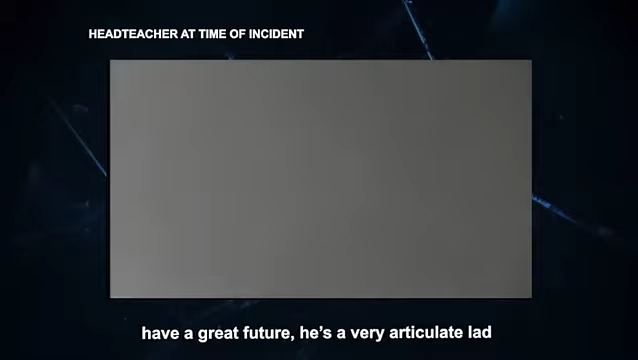 HEADTEACHER AT TIME OF INCIDENT
have a great future, he's a very articulate lad